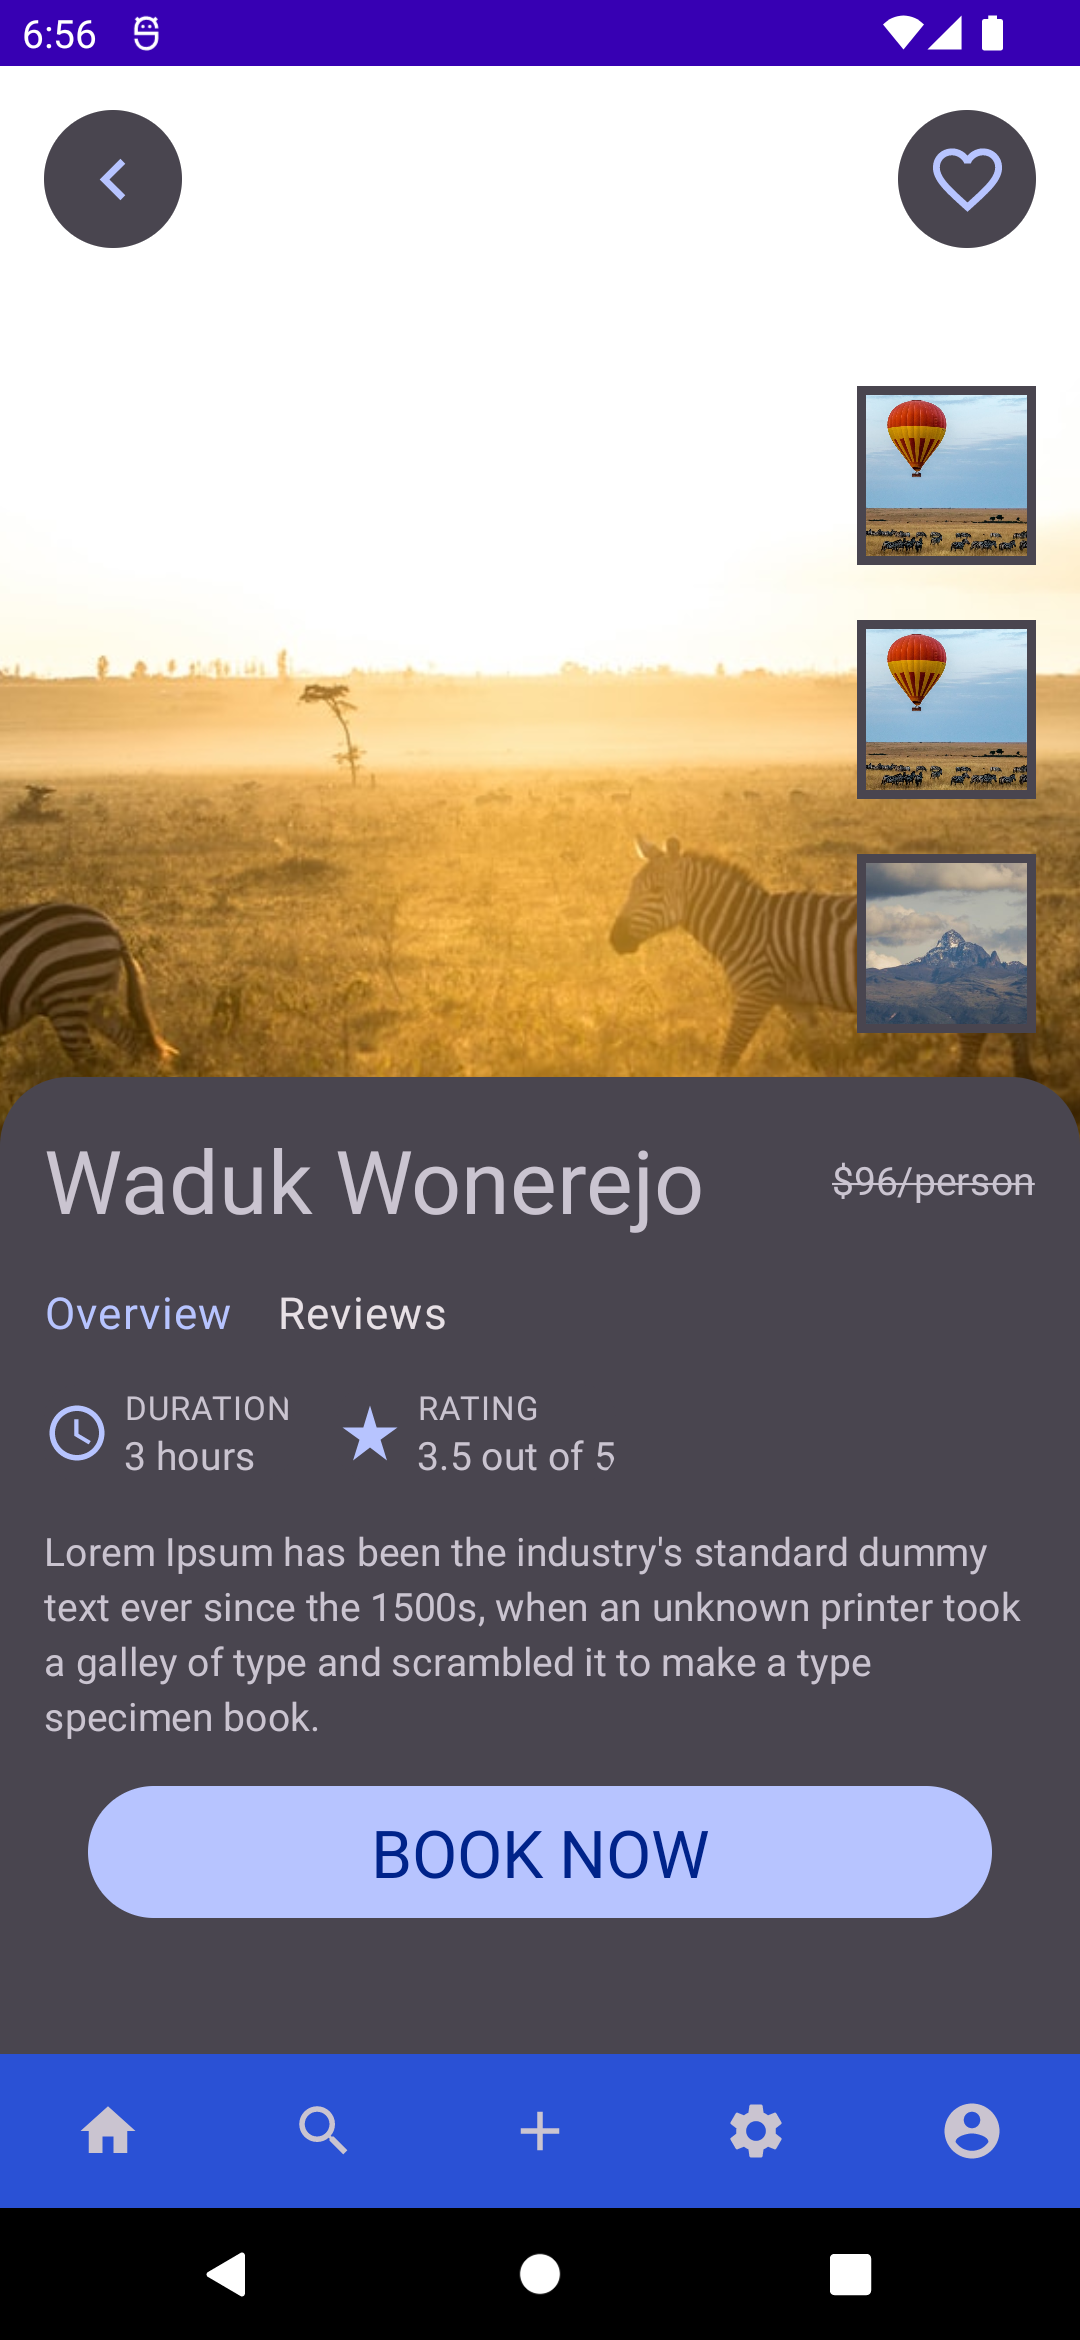 6:56
Waduk Wonerejo
$96/person
Overview Reviews
DURATION
3 hours
RATING
3.5 out of 5
Lorem Ipsum has been the industry's standard dummy
text ever since the 1500s, when an unknown printer took
a galley of type and scrambled it to make a type
specimen book.
BOOK NOW